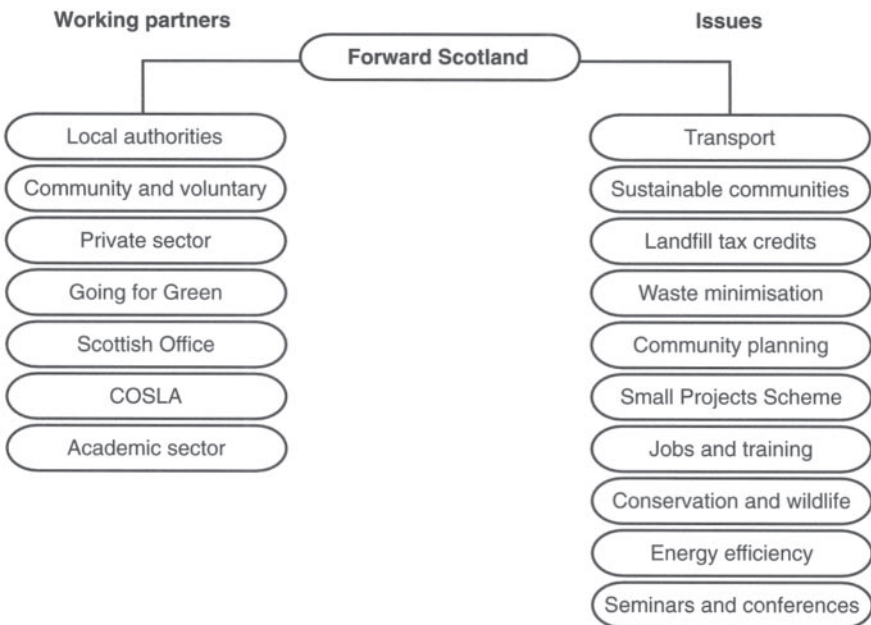 Working partners
Issues
Forward Scotland
Local authorities
Community and voluntary
Private sector
Going for Green
Scottish Office
COSLA
Academic sector
Transport
Sustainable communities
Landfill tax credits
Waste minimisation
Community planning
Small Projects Scheme
Jobs and training
Conservation and wildlife
Energy efficiency
Seminars and conferences